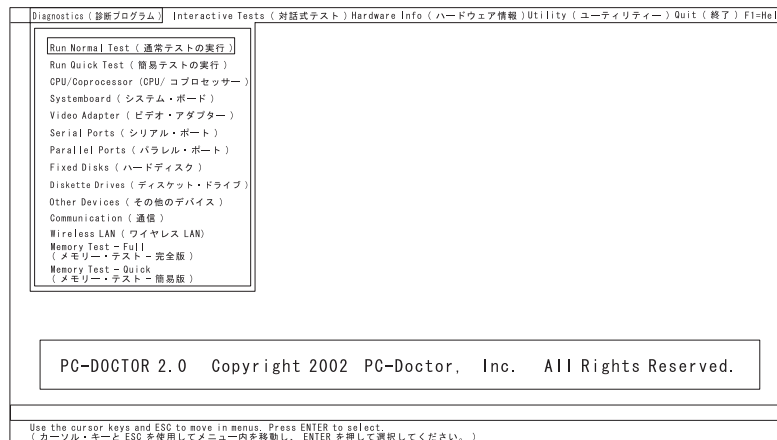 Diagnostics ( 診断プログラム ) Interactive Tests ( 対話式テスト ) Hardware Info ( ハードウェア情報 ) Utility ( ユーティリティー ) Quit ( 終了 ) F1=Hel
Run Normal Test ( 通常テストの実行 )
Run Quick Test ( 簡易テストの実行 )
CPU/Coprocessor (CPU/ コプロセッサー )
Systemboard ( システム・ボード )
Video Adapter ( ビデオ・アダプター )
Serial Ports ( シリアル・ポート )
Parallel Ports ( パラレル・ポート )
Fixed Disks ( ハードディスク )
Diskette Drives ( ディスケット・ドライブ )
Other Devices ( その他のデバイス )
Communication ( 通信 )
Wireless LAN ( ワイヤレス LAN)
Memory Test – Full
( メモリー・テスト – 完全版 )
Memory Test – Quick
( メモリー・テスト – 簡易版 )
PC-DOCTOR 2.0 Copyright 2002 PC-Doctor, Inc. All Rights Reserved.
Use the cursor keys and ESC to move in menus. Press ENTER to select.
( カーソル・キーと ESC を使用してメニュー内を移動し、 ENTER を押して選択してください。 )